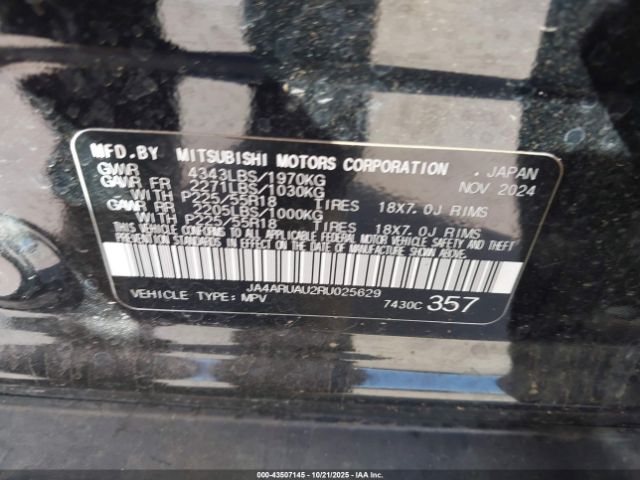 MFD.BY MITSUBISHI MOTORS CORPORATION . JAPAN
GVWR 4343LBS/1970KG NOV 2024
GAWR FR 2271LBS/1030KG
WITH P225/55R18 TIRES 18X7.0J RIMS
GAWR RR 2205LBS/1000KG
WITH P225/55R18 TIRES 18X7.0J RIMS
THIS VEHICLE CONFORMS TO ALL APPLICABLE FEDERAL MOTOR VEHICLE SAFETY AND THEFT
PREVENTION STANDARDS IN EFFECT ON THE DATE OF MANUFACTURE SHOWN ABOVE.
JA4ARUAU2RU025629
VEHICLE TYPE: MPV 7430C 357
000-43507145 - 10/21/2025 - IAAI.com